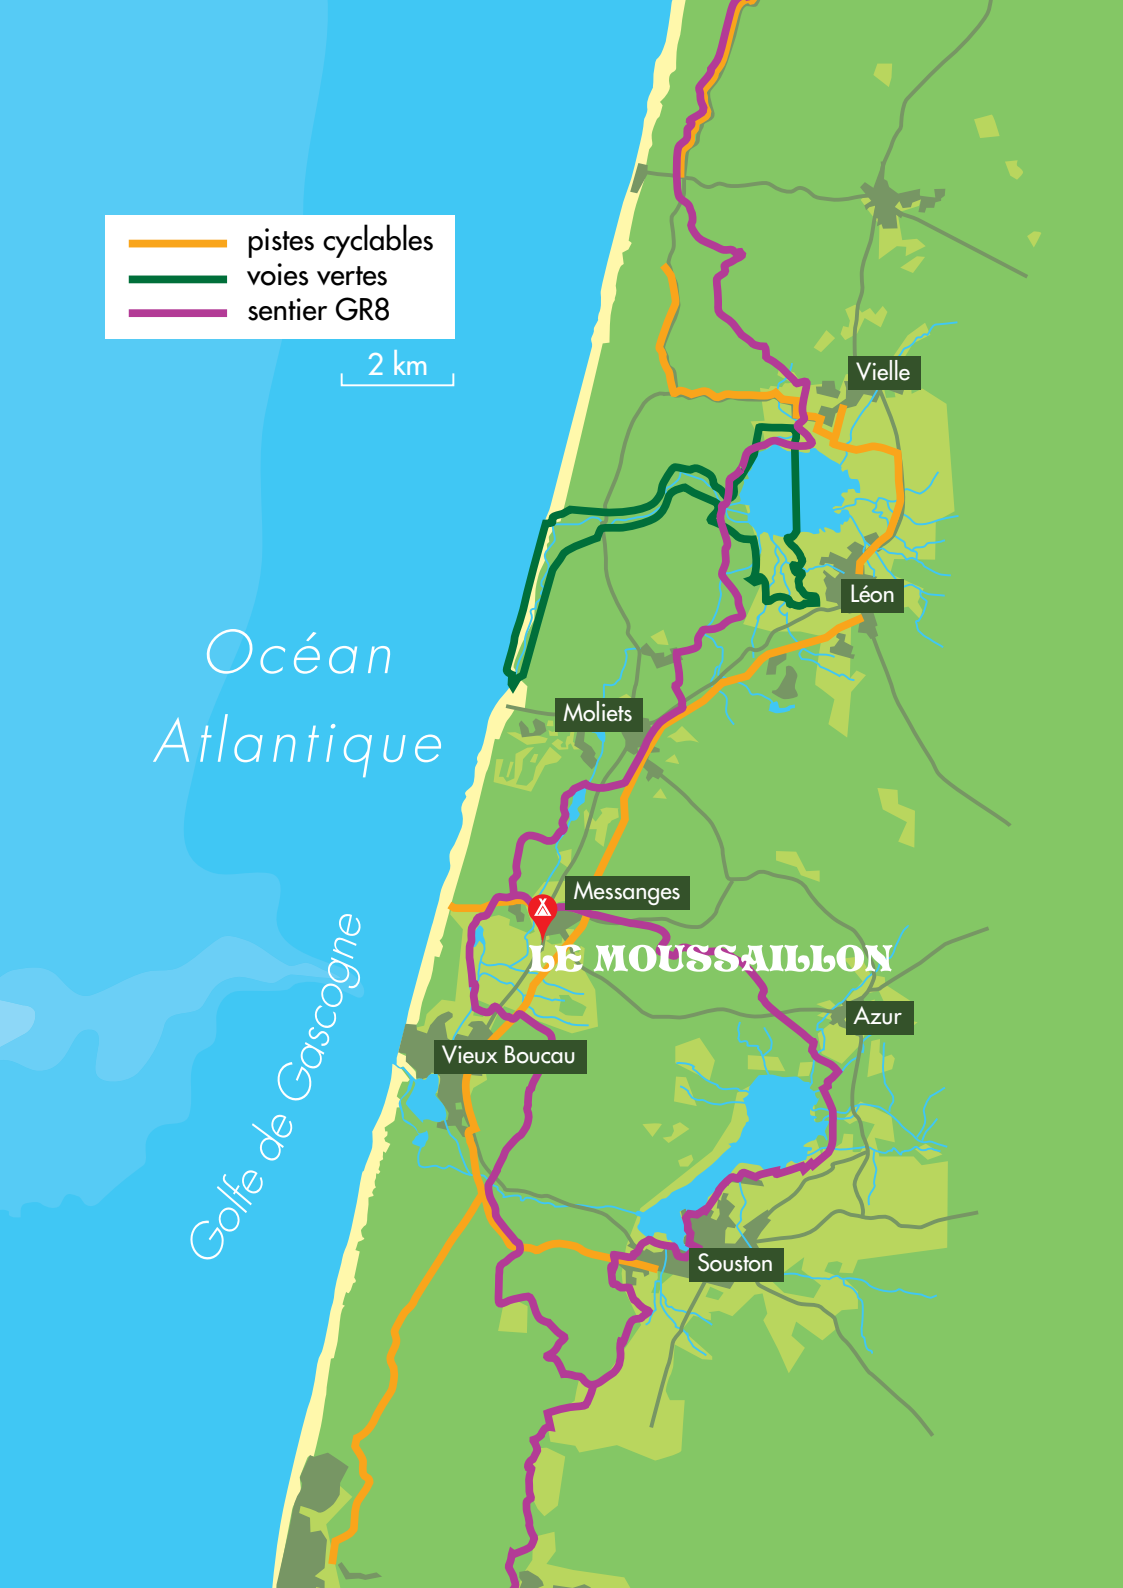 pistes cyclables
voies vertes
sentier GR8
2 km
Vielle
Léon
Océan
Atlantique
Moliets
Messanges
LE MOUSSAILLON
Azur
Vieux Boucau
Golfe de Gascogne
Souston